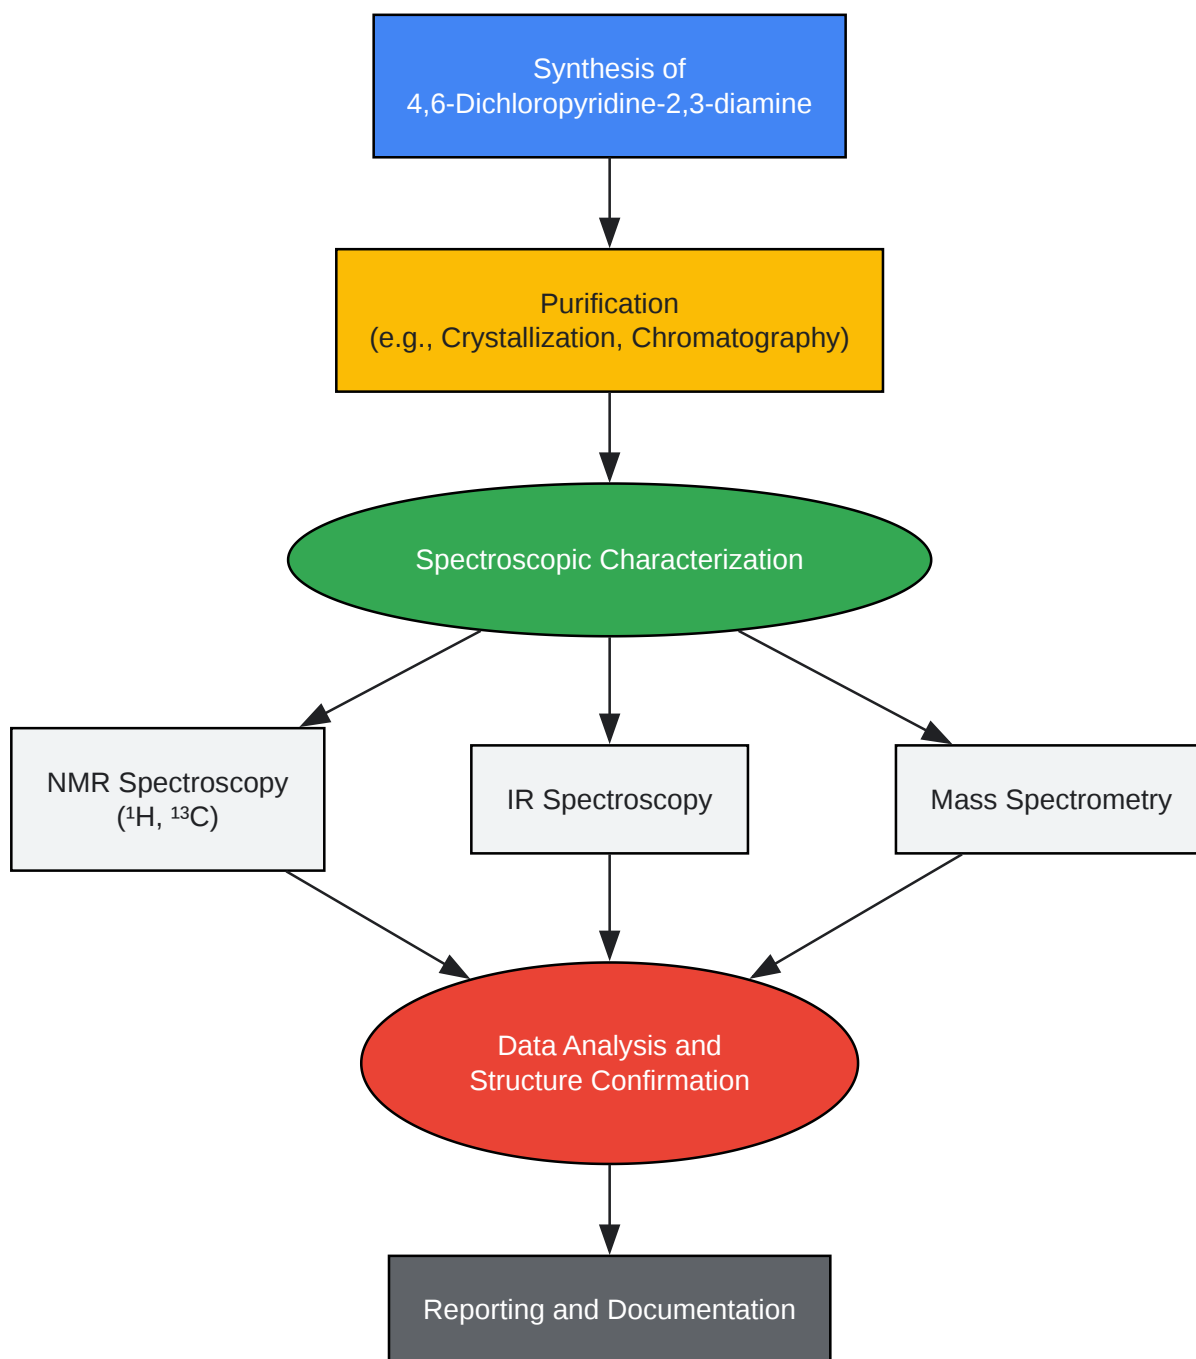 Synthesis of
4,6-Dichloropyridine-2,3-diamine
Purification
(e.g., Crystallization, Chromatography)
Spectroscopic Characterization
NMR Spectroscopy
(¹H, ¹³C)
IR Spectroscopy
Mass Spectrometry
Data Analysis and
Structure Confirmation
Reporting and Documentation